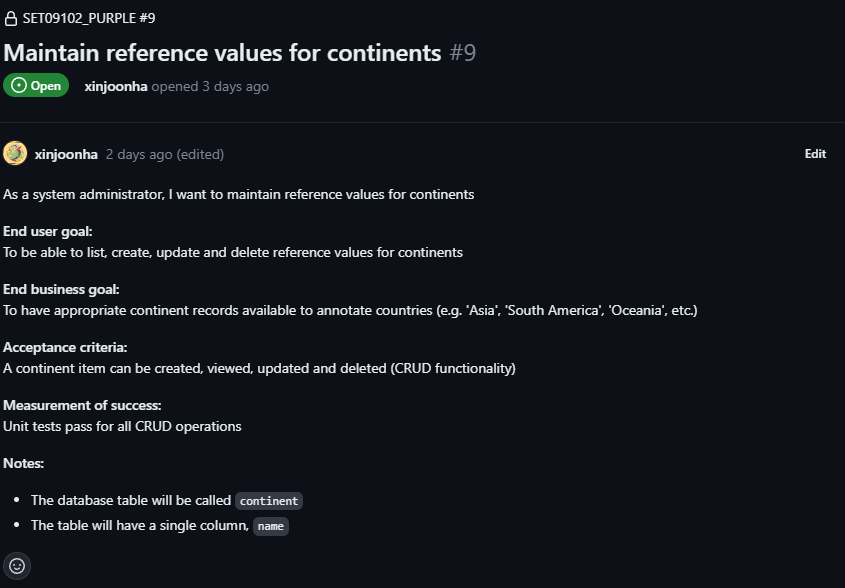 SET09102_PURPLE #9
Maintain reference values for continents #9
Open xinjoonha opened 3 days ago
xinjoonha 2 days ago (edited) Edit
As a system administrator, I want to maintain reference values for continents
End user goal:
To be able to list, create, update and delete reference values for continents
End business goal:
To have appropriate continent records available to annotate countries (e.g. 'Asia', 'South America', 'Oceania', etc.)
Acceptance criteria:
A continent item can be created, viewed, updated and deleted (CRUD functionality)
Measurement of success:
Unit tests pass for all CRUD operations
Notes:
• The database table will be called continent
• The table will have a single column, name